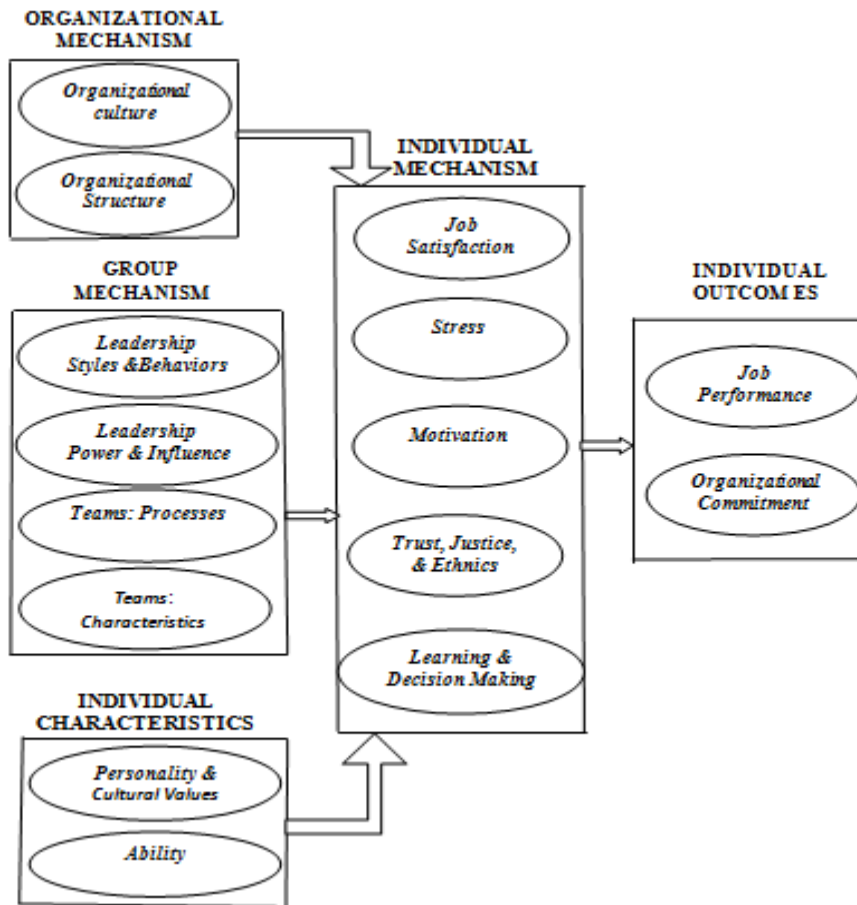 ORGANIZATIONAL
MECHANISM
Organizational
culture
Organizational
Structure
GROUP
MECHANISM
Leadership
Styles &Behaviors
Leadership
Power & Influence
Teams: Processes
Teams:
Characteristics
INDIVIDUAL
CHARACTERISTICS
Personality &
Cultural Values
Ability
INDIVIDUAL
MECHANISM
Job
Satisfaction
Stress
Motivation
Trust, Justice,
& Ethnics
Learning &
Decision Making
INDIVIDUAL
OUTCOMES
Job
Performance
Organizational
Commitment